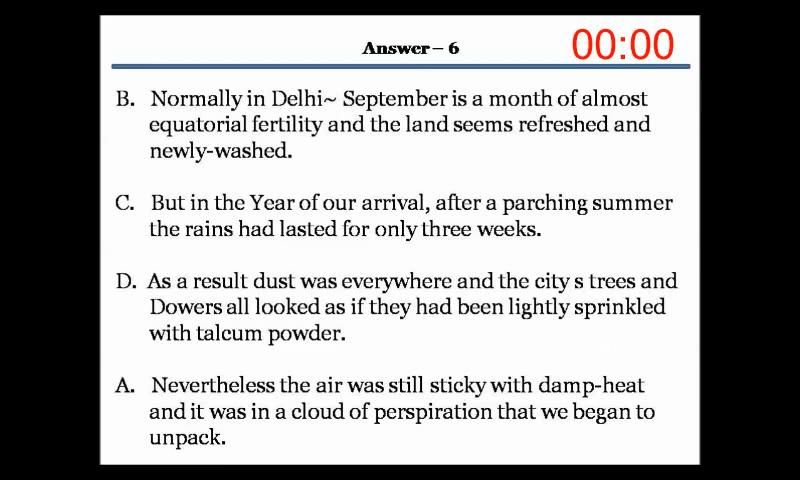 Answer – 6
00:00
B. Normally in Delhi~ September is a month of almost
equatorial fertility and the land seems refreshed and
newly-washed.
C. But in the Year of our arrival, after a parching summer
the rains had lasted for only three weeks.
D. As a result dust was everywhere and the city s trees and
Dowers all looked as if they had been lightly sprinkled
with talcum powder.
A. Nevertheless the air was still sticky with damp-heat
and it was in a cloud of perspiration that we began to
unpack.